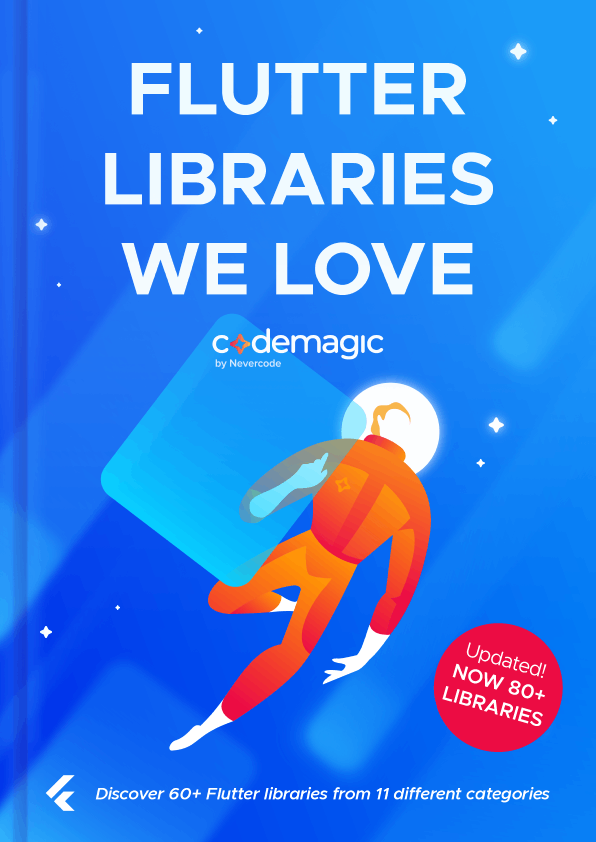 FLUTTER
LIBRARIES
WE LOVE
codemagic
by Nevercode
Updated!
NOW 80+
LIBRARIES
Discover 60+ Flutter libraries from 11 different categories